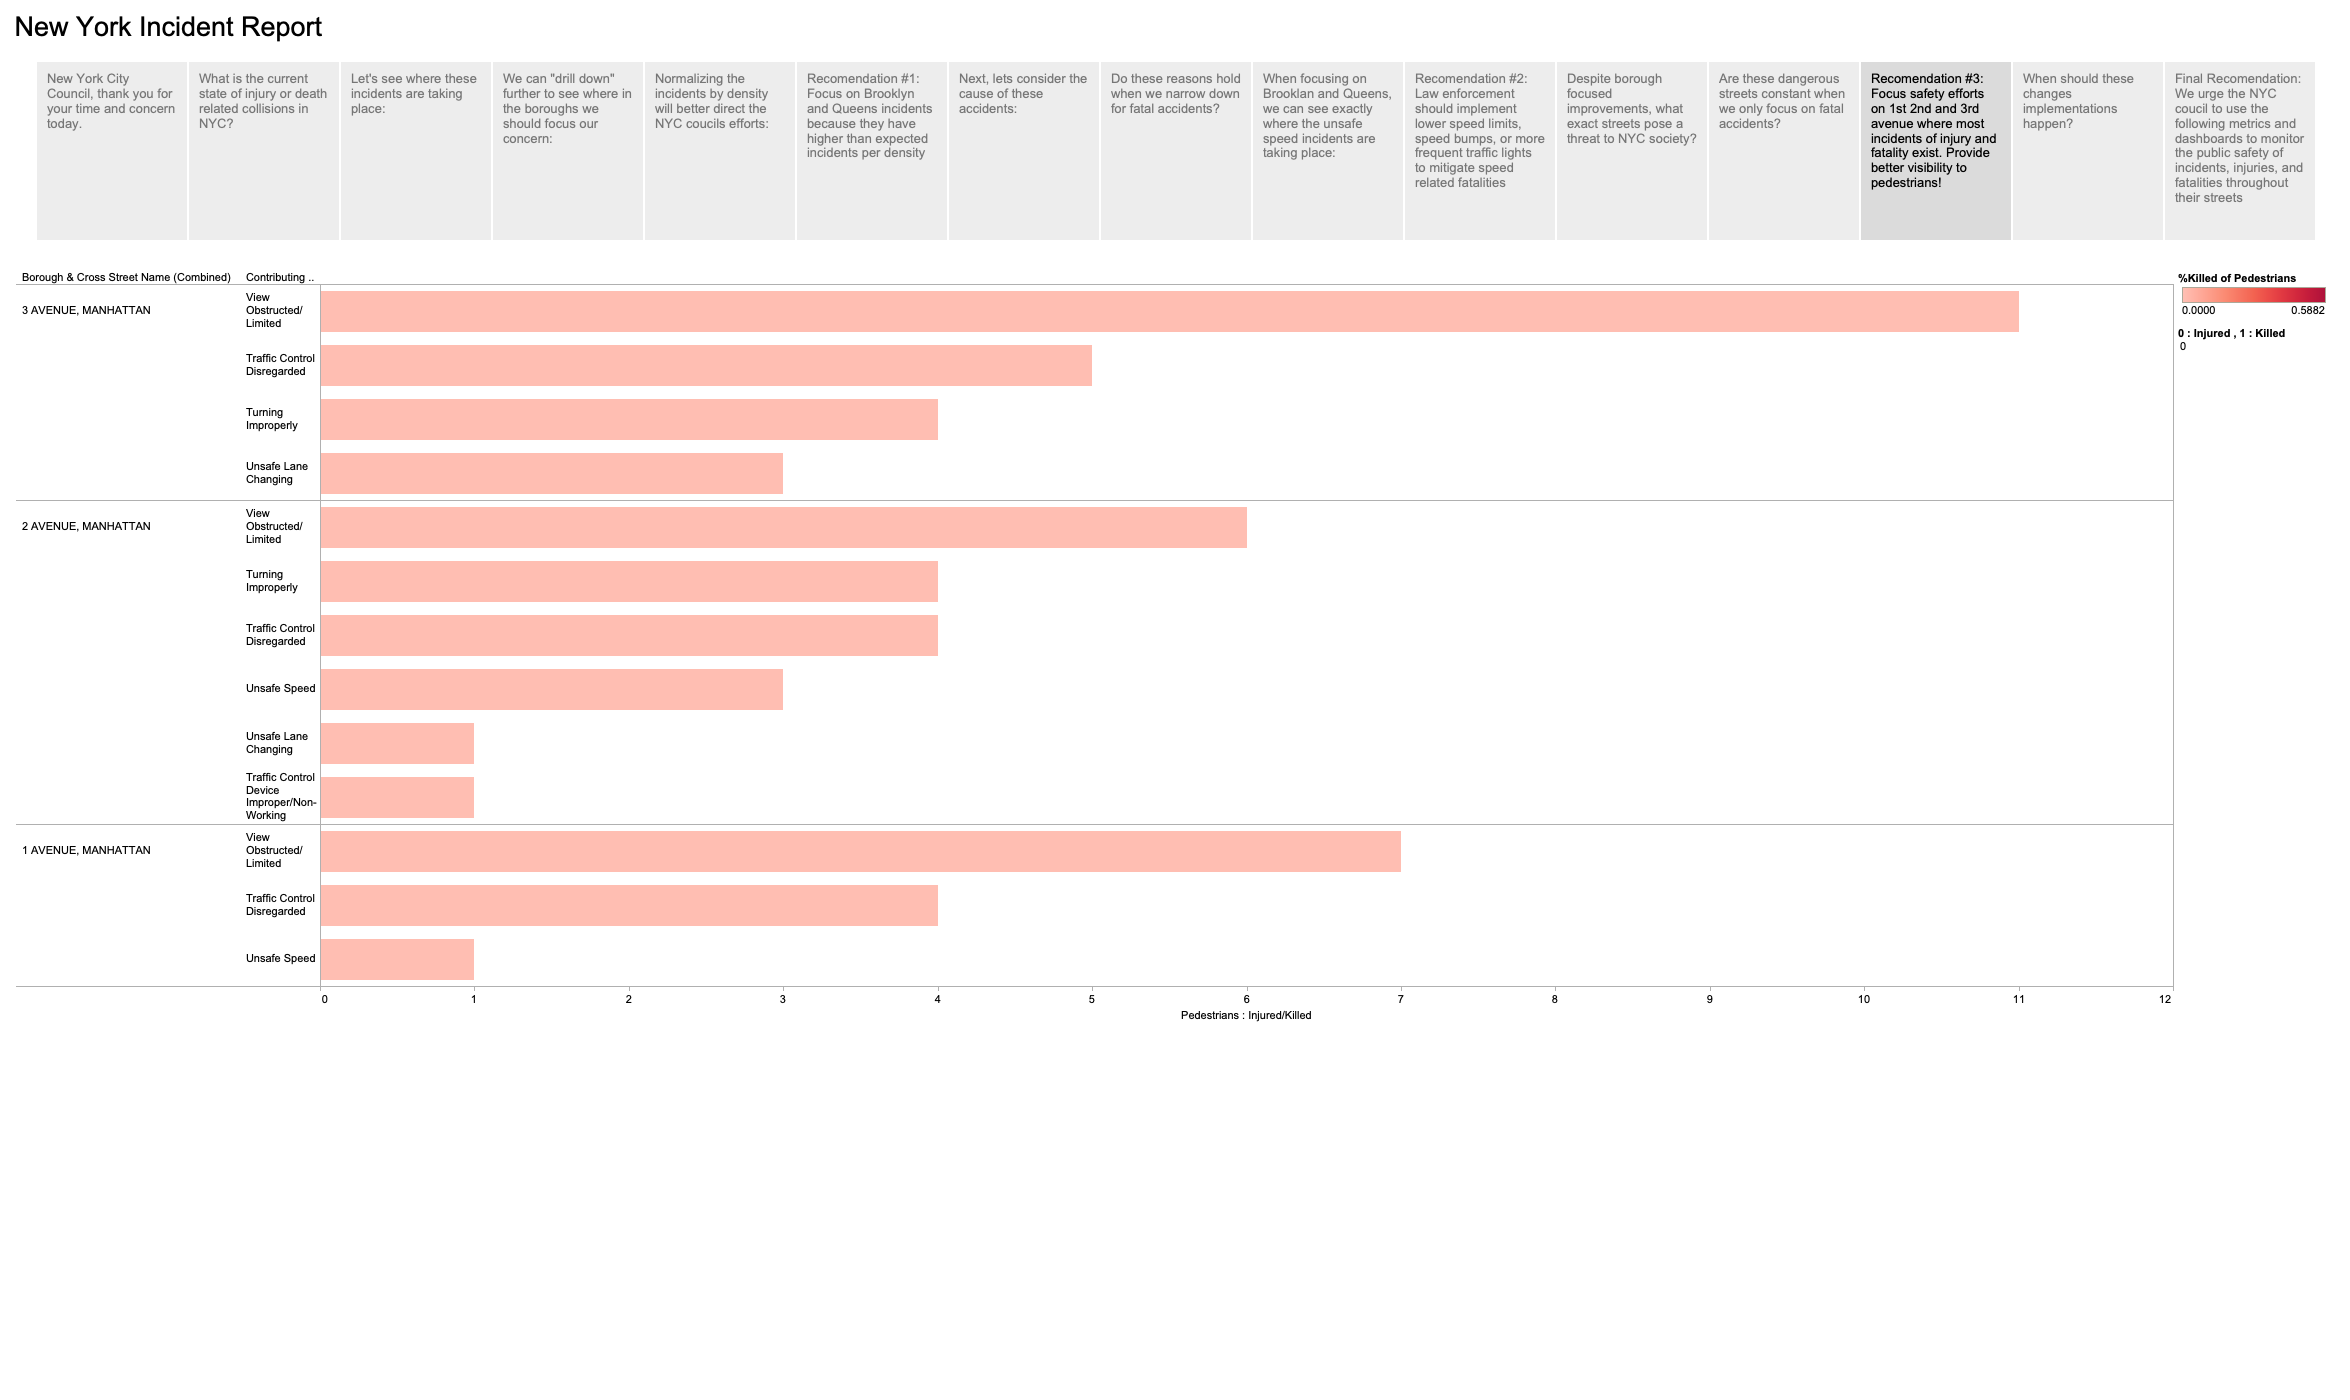 New York Incident Report
New York City
Council, thank you for
your time and concern
today.
What is the current
state of injury or death
related collisions in
NYC?
Let's see where these
incidents are taking
place:
We can "drill down"
further to see where in
the boroughs we
should focus our
concern:
Normalizing the
incidents by density
will better direct the
NYC coucils efforts:
Recomendation #1:
Focus on Brooklyn
and Queens incidents
because they have
higher than expected
incidents per density
Next, lets consider the
cause of these
accidents:
Do these reasons hold
when we narrow down
for fatal accidents?
When focusing on
Brooklan and Queens,
we can see exactly
where the unsafe
speed incidents are
taking place:
Recomendation #2:
Law enforcement
should implement
lower speed limits,
speed bumps, or more
frequent traffic lights
to mitigate speed
related fatalities
Despite borough
focused
improvements, what
exact streets pose a
threat to NYC society?
Are these dangerous
streets constant when
we only focus on fatal
accidents?
Recomendation #3:
Focus safety efforts
on 1st 2nd and 3rd
avenue where most
incidents of injury and
fatality exist. Provide
better visibility to
pedestrians!
When should these
changes
implementations
happen?
Final Recomendation:
We urge the NYC
coucil to use the
following metrics and
dashboards to monitor
the public safety of
incidents, injuries, and
fatalities throughout
their streets
Borough & Cross Street Name (Combined)
Contributing ..
3 AVENUE, MANHATTAN
View
Obstructed/
Limited
Traffic Control
Disregarded
Turning
Improperly
Unsafe Lane
Changing
2 AVENUE, MANHATTAN
View
Obstructed/
Limited
Turning
Improperly
Traffic Control
Disregarded
Unsafe Speed
Unsafe Lane
Changing
Traffic Control
Device
Improper/Non-
Working
1 AVENUE, MANHATTAN
View
Obstructed/
Limited
Traffic Control
Disregarded
Unsafe Speed
0 1 2 3 4 5 6 7 8 9 10 11 12
Pedestrians : Injured/Killed
%Killed of Pedestrians
0.0000 0.5882
0 : Injured , 1 : Killed
0